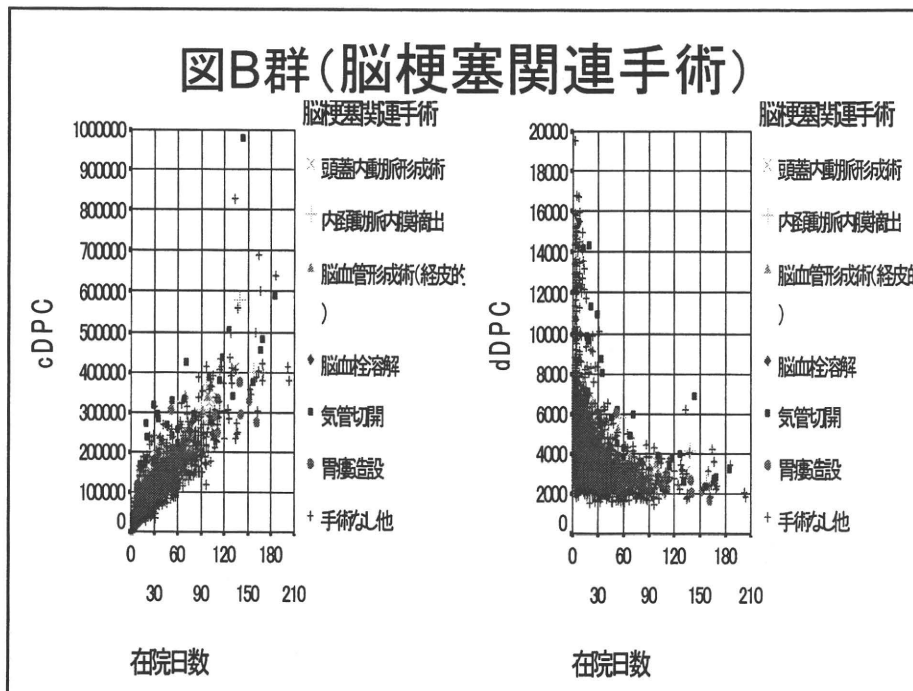 図B群(脳梗塞関連手術)
脳梗塞関連手術
1000000
900000
800000
700000
600000
500000
400000
300000
200000
100000
0
cDPC
0 60 120 180
30 90 150 210
在院日数
頭蓋内動脈形成術
内頚動脈内膜摘出
脳血管形成術(経皮的
)
脳血栓溶解
気管切開
胃瘻造設
手術なし他
脳梗塞関連手術
20000
18000
16000
14000
12000
10000
8000
6000
4000
2000
0
dDPC
0 60 120 180
30 90 150 210
在院日数
頭蓋内動脈形成術
内頚動脈内膜摘出
脳血管形成術(経皮的
)
脳血栓溶解
気管切開
胃瘻造設
手術なし他